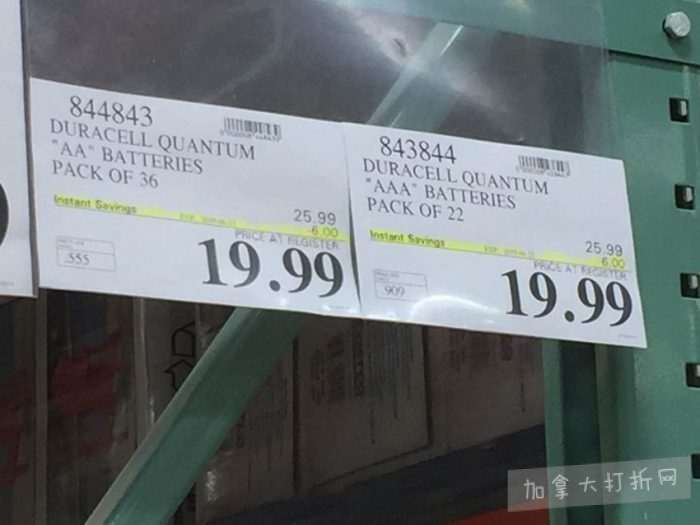 844843
DURACELL QUANTUM
"AA" BATTERIES
PACK OF 36
Instant Savings
25.99
-6.00
PRICE AT REGISTER
.555
19.99
843844
DURACELL QUANTUM
"AAA" BATTERIES
PACK OF 22
Instant Savings
25.99
-6.00
PRICE AT REGISTER
.909
19.99
加拿大打折网